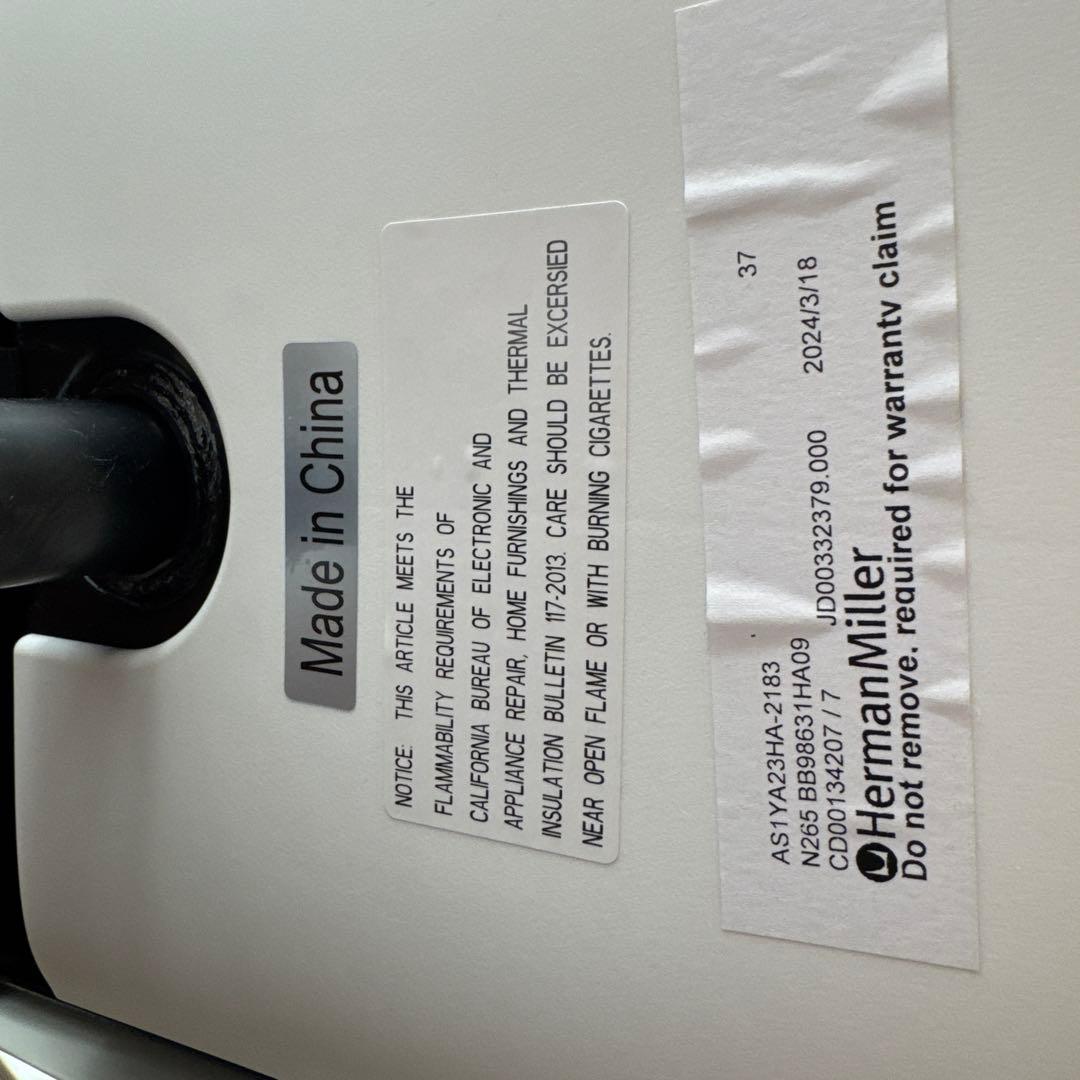 Made in China
NOTICE: THIS ARTICLE MEETS THE
FLAMMABILITY REQUIREMENTS OF
CALIFORNIA BUREAU OF ELECTRONIC AND
APPLIANCE REPAIR, HOME FURNISHINGS AND THERMAL
INSULATION BULLETIN 117-2013. CARE SHOULD BE EXCERSIED
NEAR OPEN FLAME OR WITH BURNING CIGARETTES.
37
AS1YA23HA-2183
N265 BB98631HA09 JD00332379.000 2024/3/18
CD00134207 / 7
HermanMiller
Do not remove. required for warranty claim